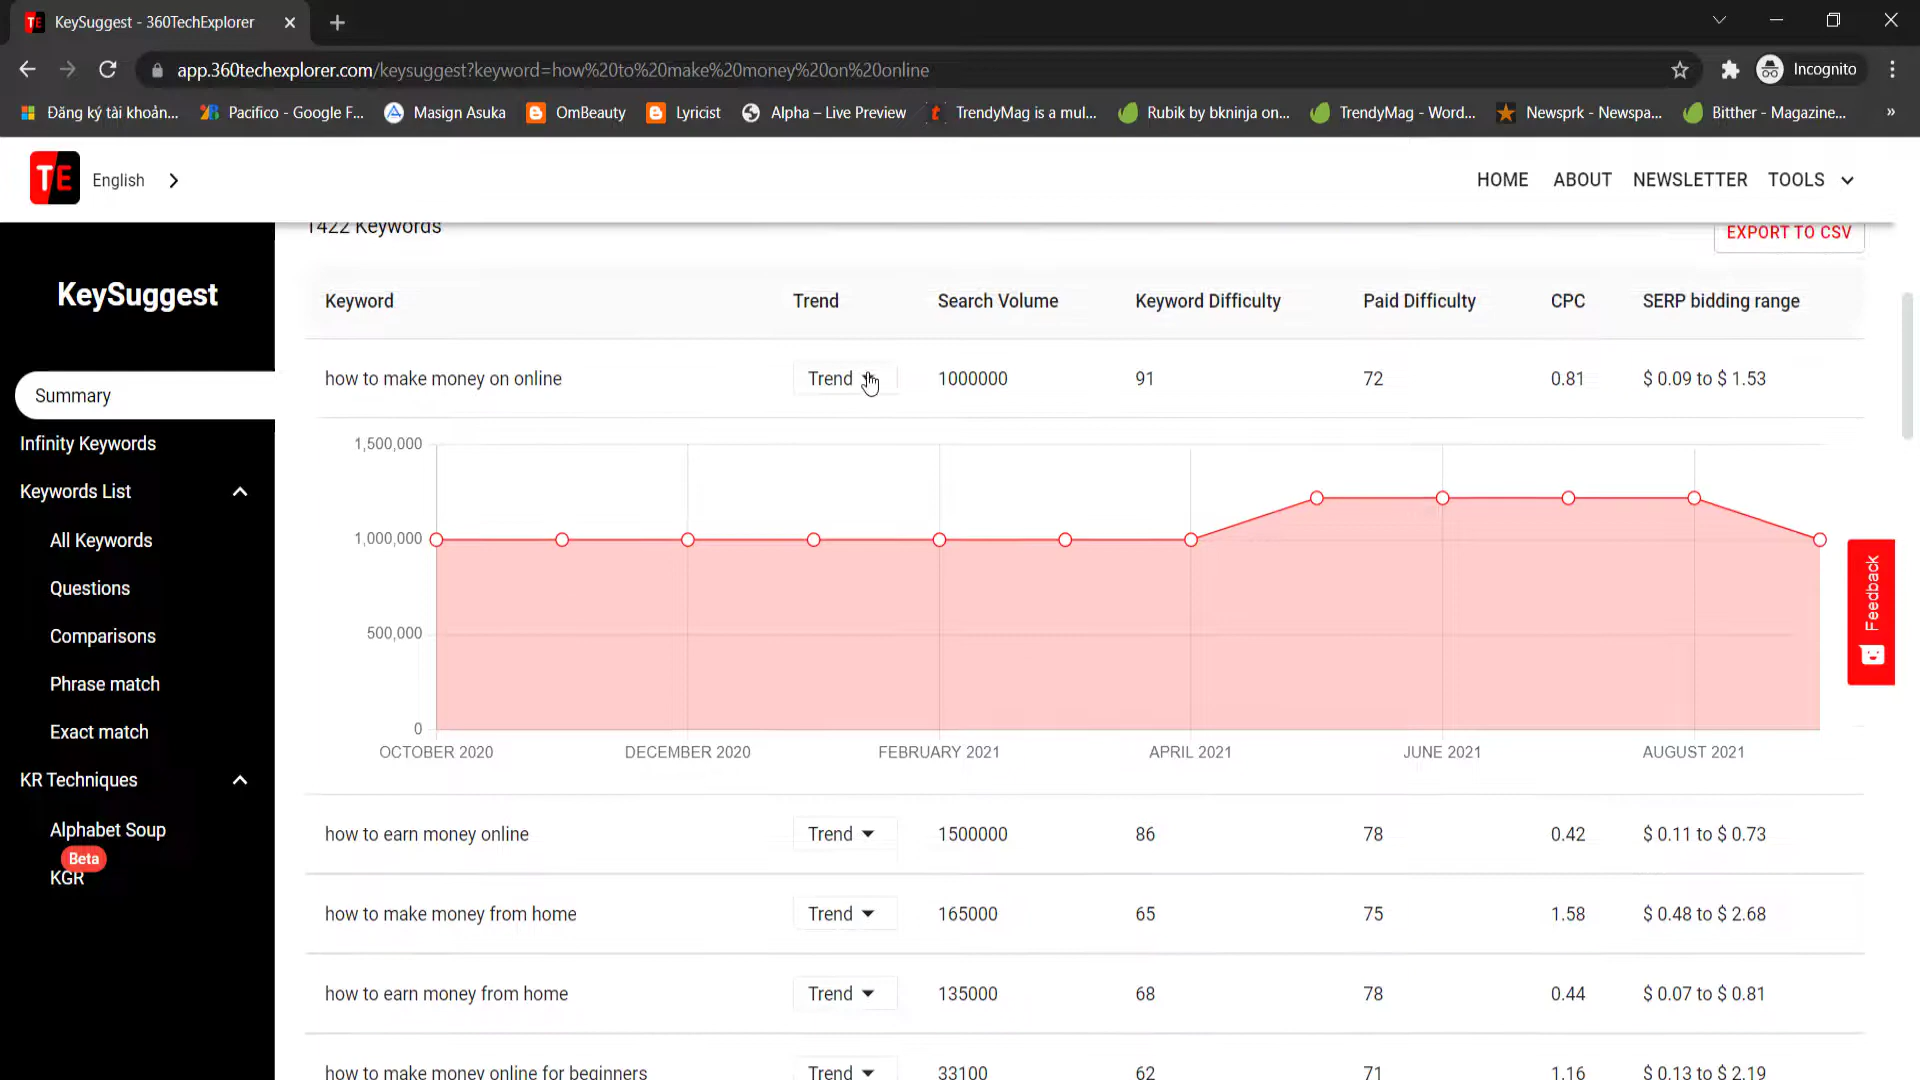 TE KeySuggest - 360TechExplorer
app.360techexplorer.com/keysuggest?keyword=how%20to%20make%20money%20on%20online
Incognito
Đăng ký tài khoản...
Pacifico - Google F...
Masign Asuka
OmBeauty
Lyricist
Alpha – Live Preview
TrendyMag is a mul...
Rubik by bkninja on...
TrendyMag - Word...
Newsprk - Newspa...
Bitther - Magazine...
»
TE English
HOME ABOUT NEWSLETTER TOOLS
KeySuggest
Summary
Infinity Keywords
Keywords List
All Keywords
Questions
Comparisons
Phrase match
Exact match
KR Techniques
Alphabet Soup
Beta
KGR
1422 Keywords
EXPORT TO CSV
Keyword Trend Search Volume Keyword Difficulty Paid Difficulty CPC SERP bidding range
how to make money on online Trend 1000000 91 72 0.81 $ 0.09 to $ 1.53
1,500,000
1,000,000
500,000
0
OCTOBER 2020 DECEMBER 2020 FEBRUARY 2021 APRIL 2021 JUNE 2021 AUGUST 2021
how to earn money online Trend 1500000 86 78 0.42 $ 0.11 to $ 0.73
how to make money from home Trend 165000 65 75 1.58 $ 0.48 to $ 2.68
how to earn money from home Trend 135000 68 78 0.44 $ 0.07 to $ 0.81
how to make money online for beginners Trend 33100 62 71 1.16 $ 0.13 to $ 2.19
Feedback